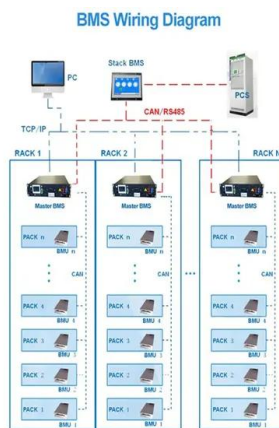 BMS Wiring Diagram
Stack BMS
PC
PCS
CAN/RS485
TCP/IP
RACK 1
RACK 2
RACK N
Master BMS
Master BMS
Master BMS
PACK n
PACK n
PACK n
BMU n
BMU n
BMU n
CAN
CAN
CAN
PACK 4
PACK 4
PACK 4
BMU 4
BMU 4
BMU 4
PACK 3
PACK 3
PACK 3
BMU 3
BMU 3
BMU 3
PACK 2
PACK 2
PACK 2
BMU 2
BMU 2
BMU 2
PACK 1
PACK 1
PACK 1
BMU 1
BMU 1
BMU 1